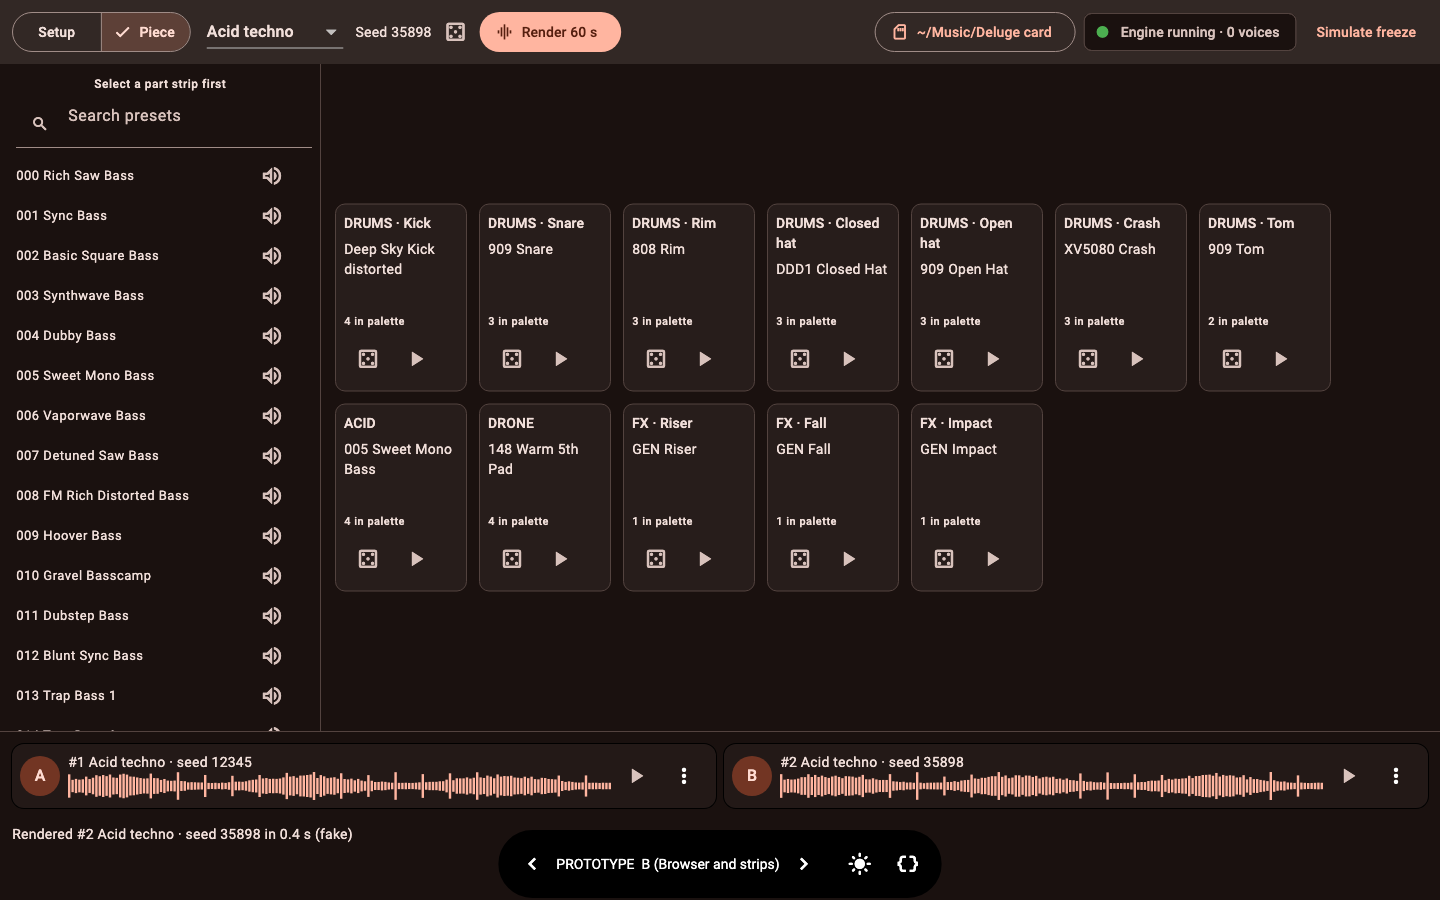 Setup
Piece
Acid techno
Seed 35898
Render 60 s
~/Music/Deluge card
Engine running · 0 voices
Simulate freeze
Select a part strip first
Search presets
000 Rich Saw Bass
001 Sync Bass
002 Basic Square Bass
003 Synthwave Bass
004 Dubby Bass
005 Sweet Mono Bass
006 Vaporwave Bass
007 Detuned Saw Bass
008 FM Rich Distorted Bass
009 Hoover Bass
010 Gravel Basscamp
011 Dubstep Bass
012 Blunt Sync Bass
013 Trap Bass 1
DRUMS · Kick
Deep Sky Kick
distorted
4 in palette
DRUMS · Snare
909 Snare
3 in palette
DRUMS · Rim
808 Rim
3 in palette
DRUMS · Closed
hat
DDD1 Closed Hat
3 in palette
DRUMS · Open
hat
909 Open Hat
3 in palette
DRUMS · Crash
XV5080 Crash
3 in palette
DRUMS · Tom
909 Tom
2 in palette
ACID
005 Sweet Mono
Bass
4 in palette
DRONE
148 Warm 5th
Pad
4 in palette
FX · Riser
GEN Riser
1 in palette
FX · Fall
GEN Fall
1 in palette
FX · Impact
GEN Impact
1 in palette
A
#1 Acid techno · seed 12345
B
#2 Acid techno · seed 35898
Rendered #2 Acid techno · seed 35898 in 0.4 s (fake)
PROTOTYPE B (Browser and strips)